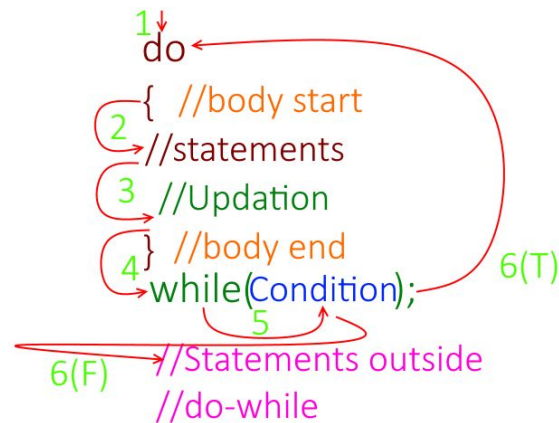 1
do
{ //body start
2
//statements
3
//Updation
} //body end
4
while(Condition);
6(T)
5
//Statements outside
6(F)
//do-while